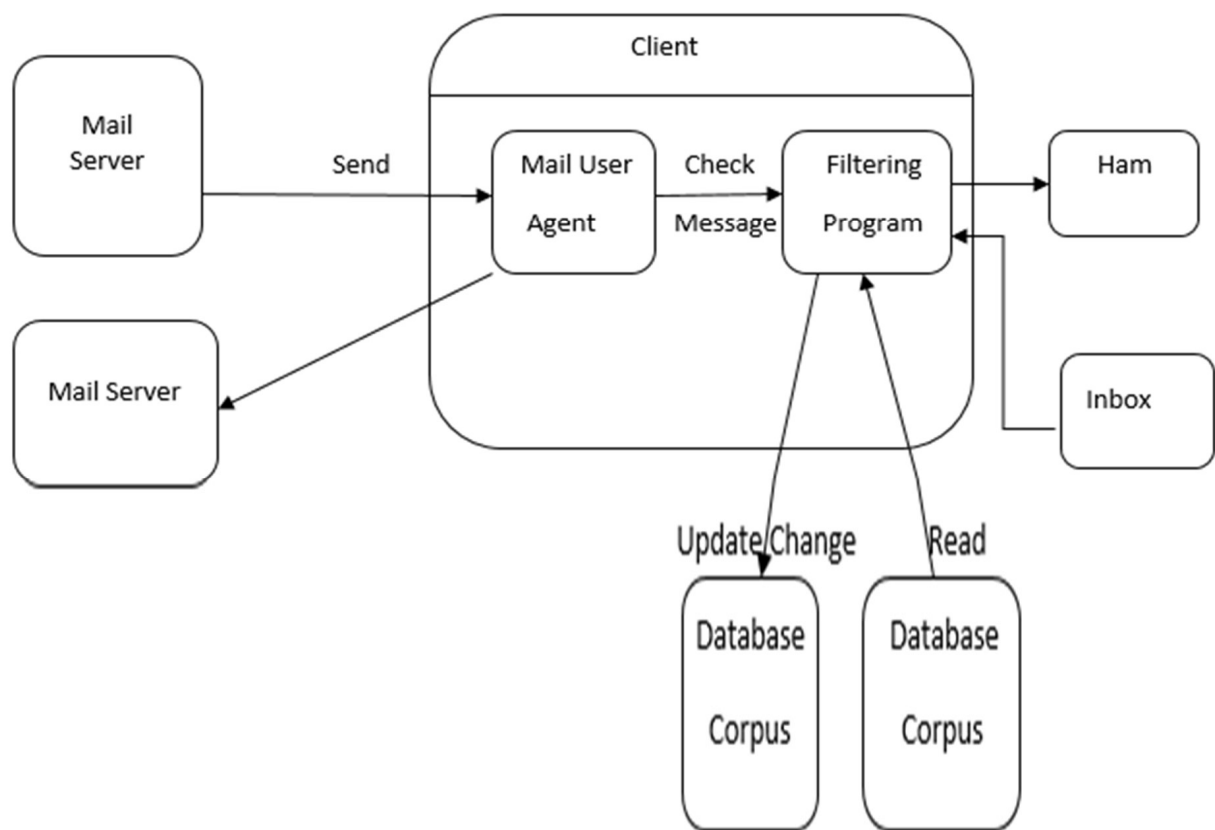 Client
Mail
Server
Send
Mail User
Agent
Check
Message
Filtering
Program
Ham
Mail Server
Inbox
Update Change
Read
Database
Corpus
Database
Corpus